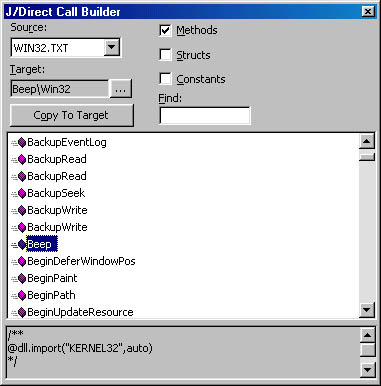 J/Direct Call Builder
Source:
WIN32.TXT
Methods
Structs
Target:
Constants
Beep\Win32
...
Find:
Copy To Target
BackupEventLog
BackupRead
BackupRead
BackupSeek
BackupWrite
BackupWrite
Beep
BeginDeferWindowPos
BeginPaint
BeginPath
BeginUpdateResource
/**
@dll.import("KERNEL32",auto)
*/